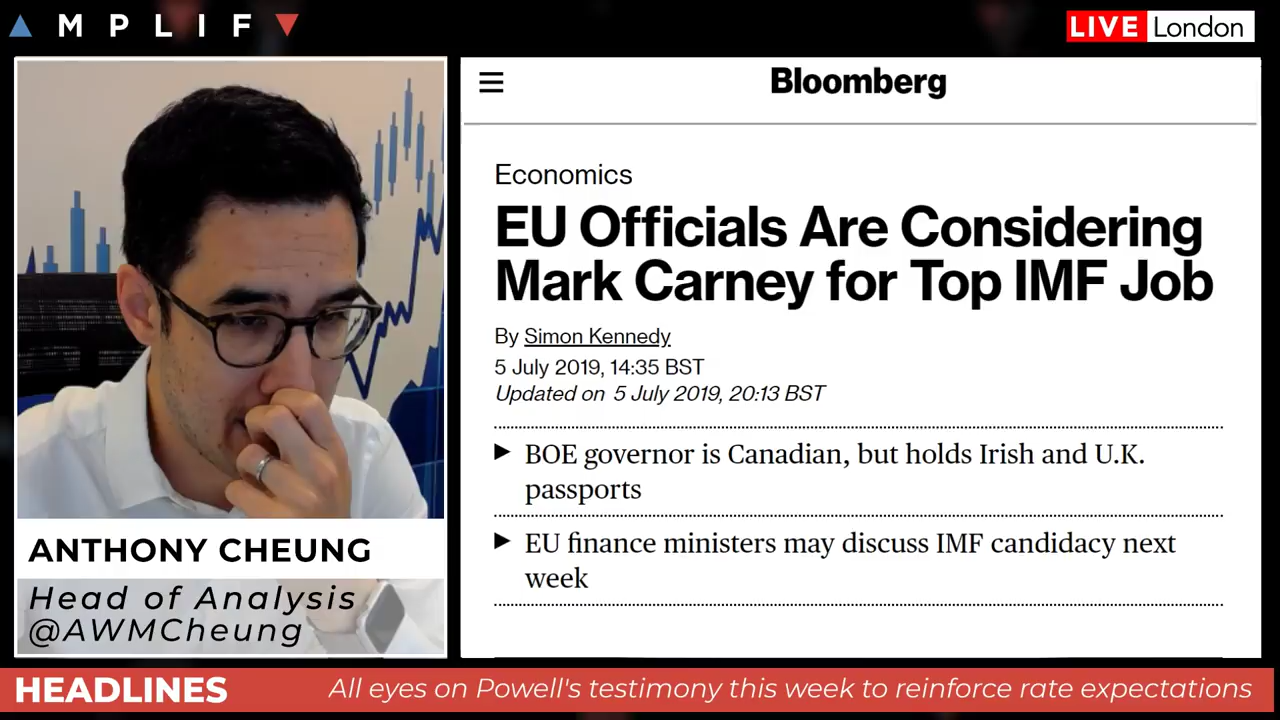 AMPLIFY
LIVE London
Bloomberg
Economics
EU Officials Are Considering
Mark Carney for Top IMF Job
By Simon Kennedy
5 July 2019, 14:35 BST
Updated on 5 July 2019, 20:13 BST
BOE governor is Canadian, but holds Irish and U.K.
passports
EU finance ministers may discuss IMF candidacy next
week
ANTHONY CHEUNG
Head of Analysis
@AWMCheung
HEADLINES All eyes on Powell's testimony this week to reinforce rate expectations